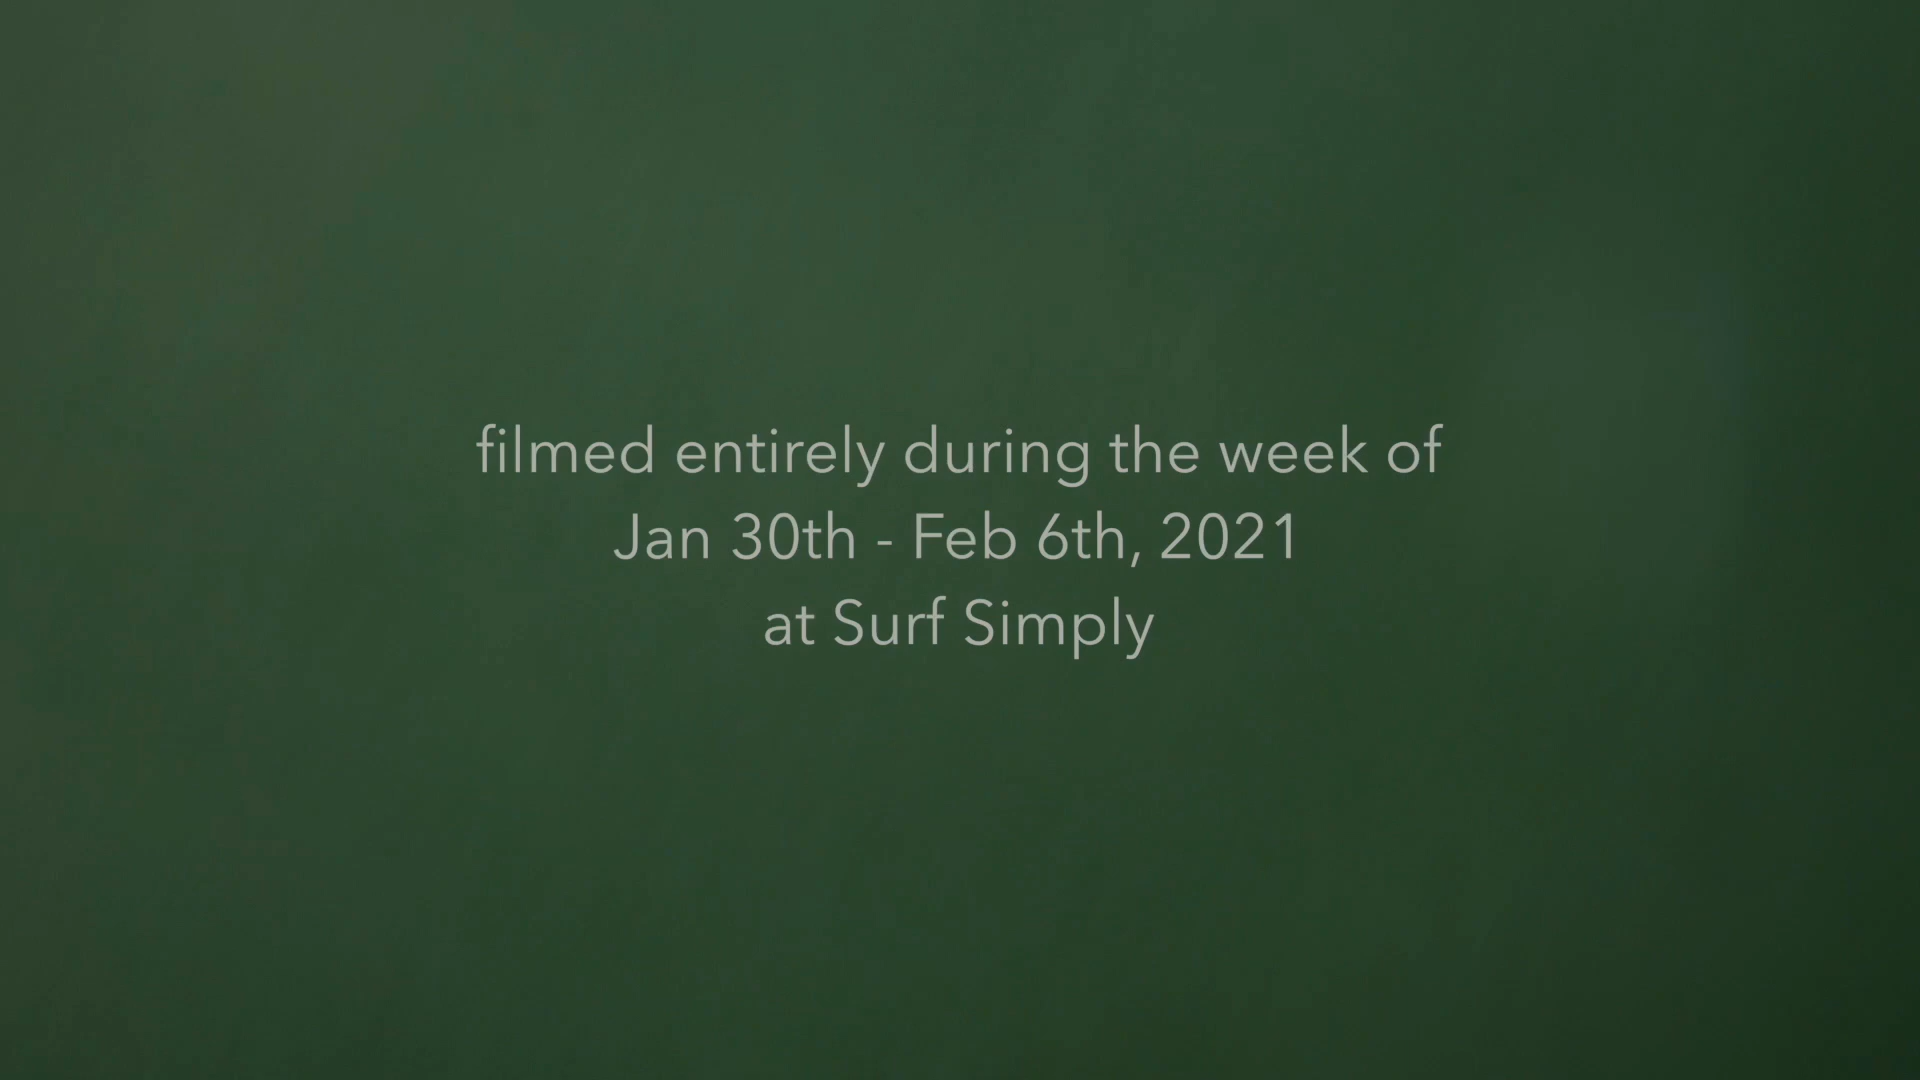 filmed entirely during the week of
Jan 30th - Feb 6th, 2021
at Surf Simply